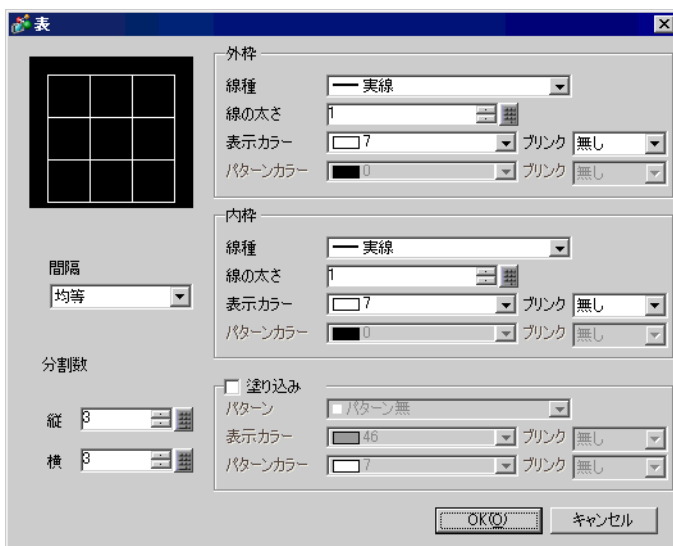 表
外枠
線種 実線
線の太さ 1
表示カラー 7 ブリンク 無し
パターンカラー 0 ブリンク 無し
内枠
線種 実線
線の太さ 1
表示カラー 7 ブリンク 無し
パターンカラー 0 ブリンク 無し
間隔
均等
分割数
縦 3
横 3
塗り込み
パターン パターン無
表示カラー 46 ブリンク 無し
パターンカラー 7 ブリンク 無し
OK(O) キャンセル